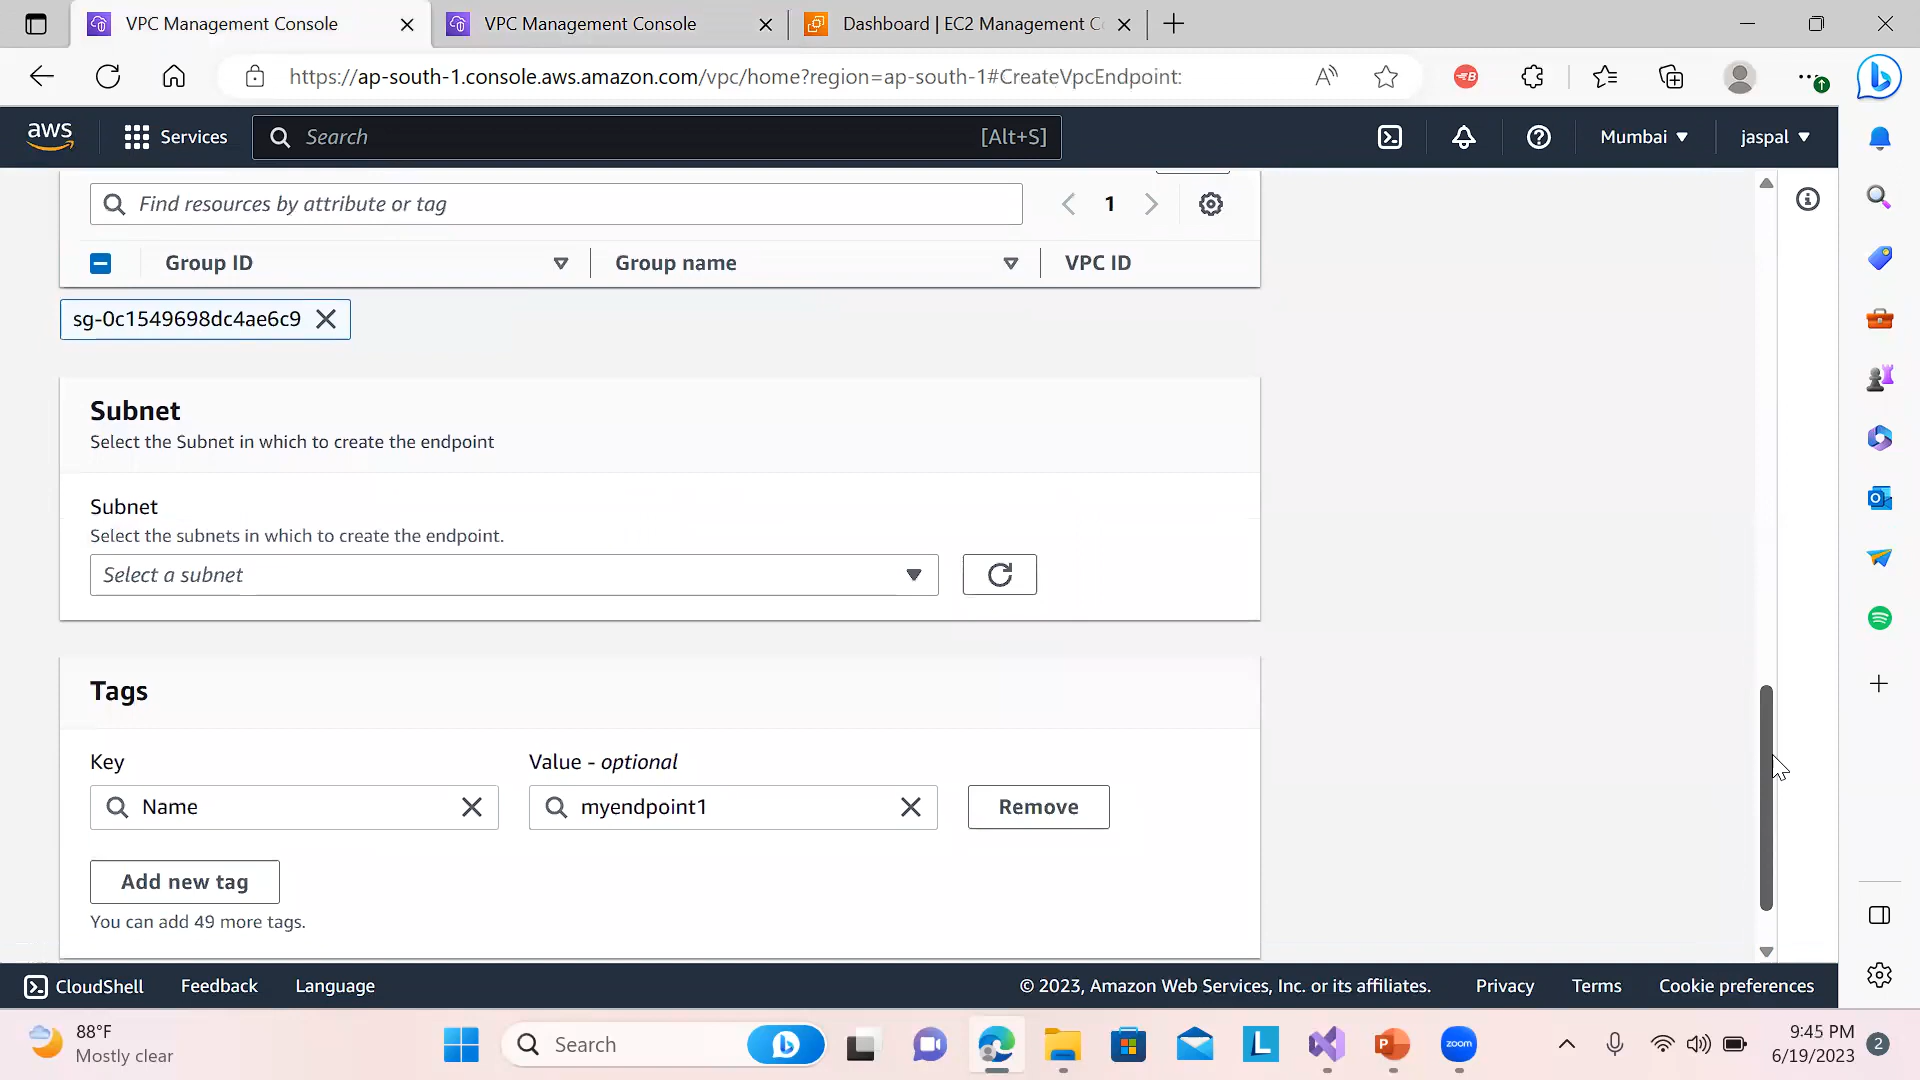 VPC Management Console
VPC Management Console
Dashboard | EC2 Management C
https://ap-south-1.console.aws.amazon.com/vpc/home?region=ap-south-1#CreateVpcEndpoint:
aws
Services
Search
[Alt+S]
Mumbai
jaspal
Find resources by attribute or tag
1
Group ID
Group name
VPC ID
sg-0c1549698dc4ae6c9
Subnet
Select the Subnet in which to create the endpoint
Subnet
Select the subnets in which to create the endpoint.
Select a subnet
Tags
Key
Value - optional
Name
myendpoint1
Remove
Add new tag
You can add 49 more tags.
CloudShell
Feedback
Language
© 2023, Amazon Web Services, Inc. or its affiliates.
Privacy
Terms
Cookie preferences
88°F
Mostly clear
Search
zoom
9:45 PM
6/19/2023
2